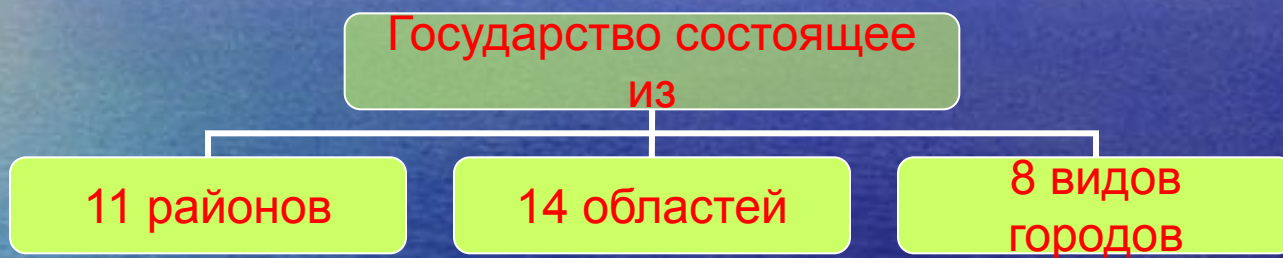 Государство состоящее
из
11 районов
14 областей
8 видов
городов